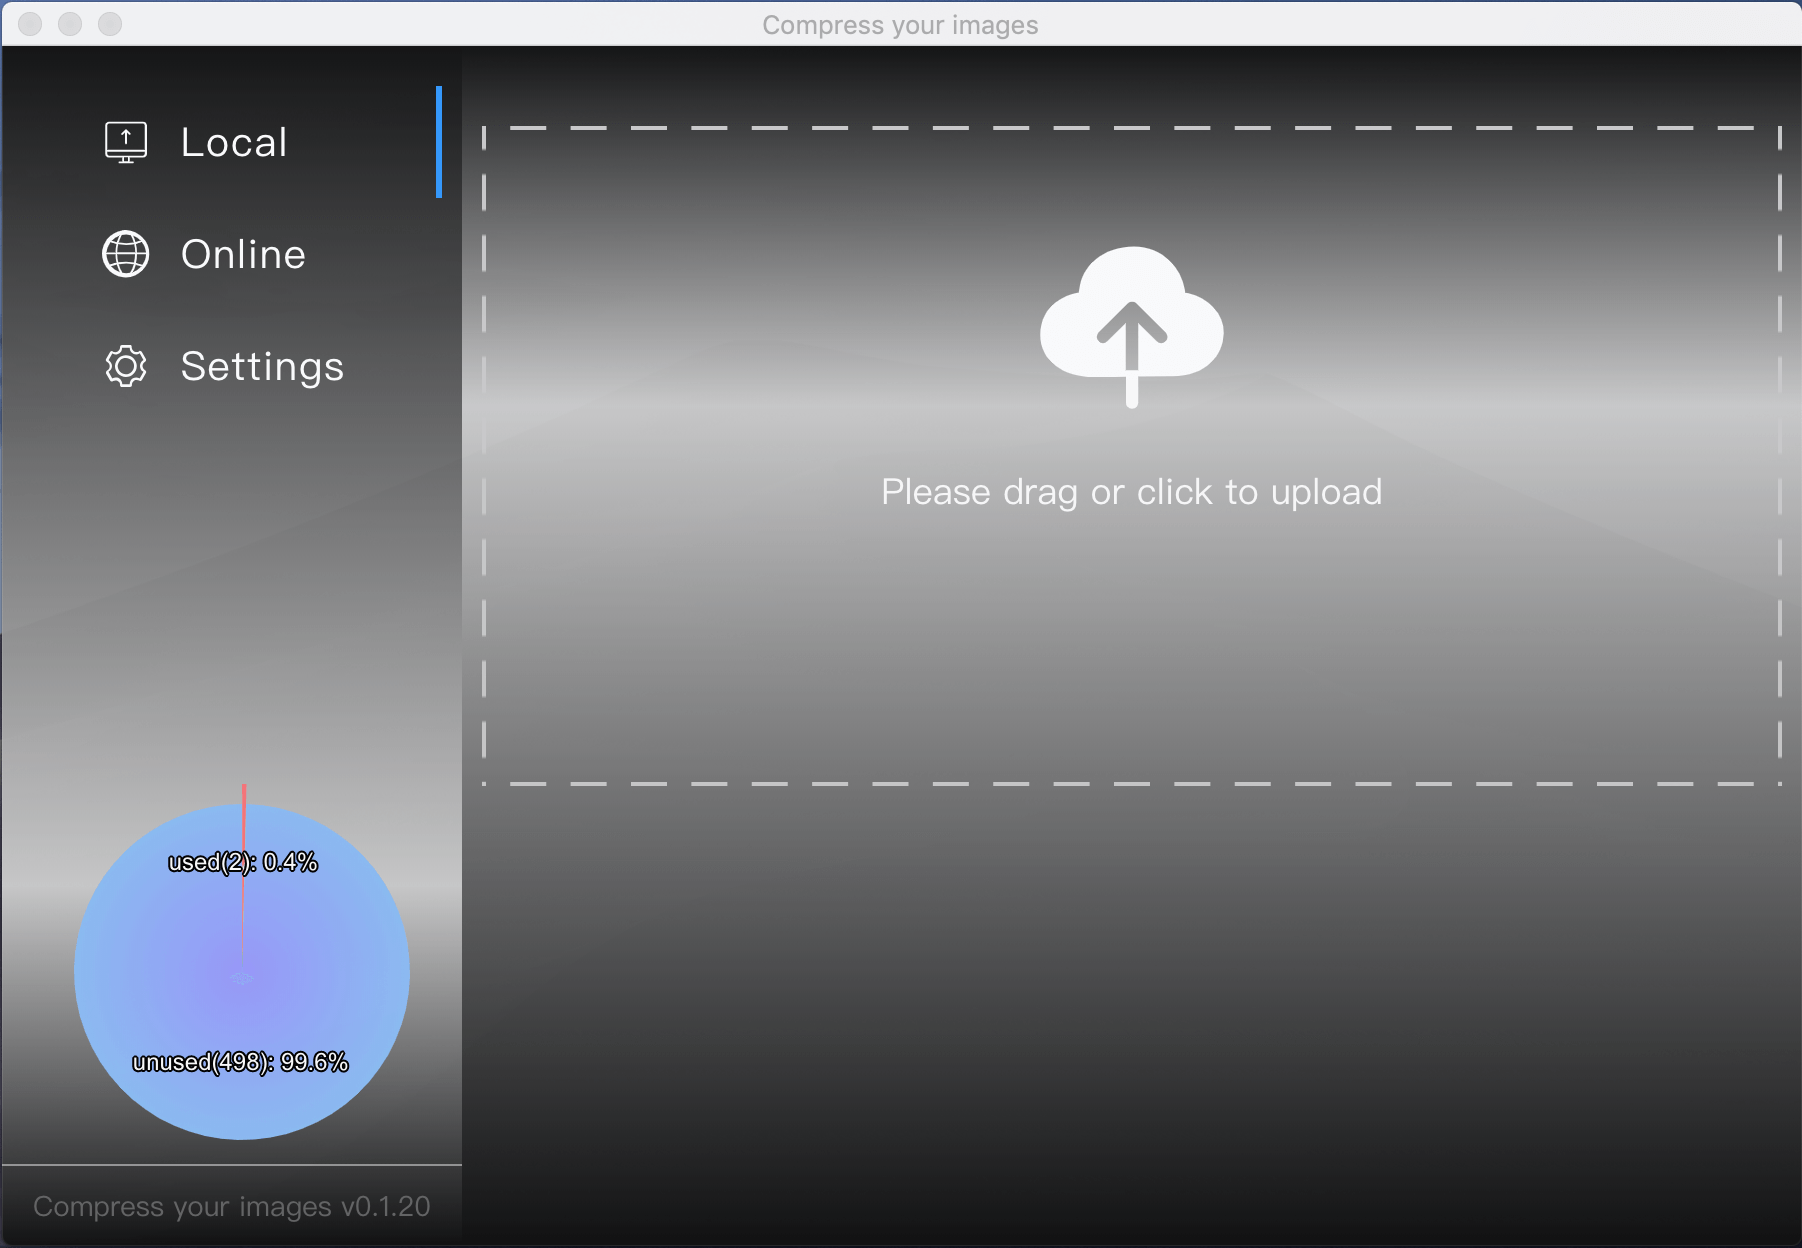 Compress your images
Local
Online
Settings
Please drag or click to upload
used(2): 0.4%
unused(498): 99.6%
Compress your images v0.1.20